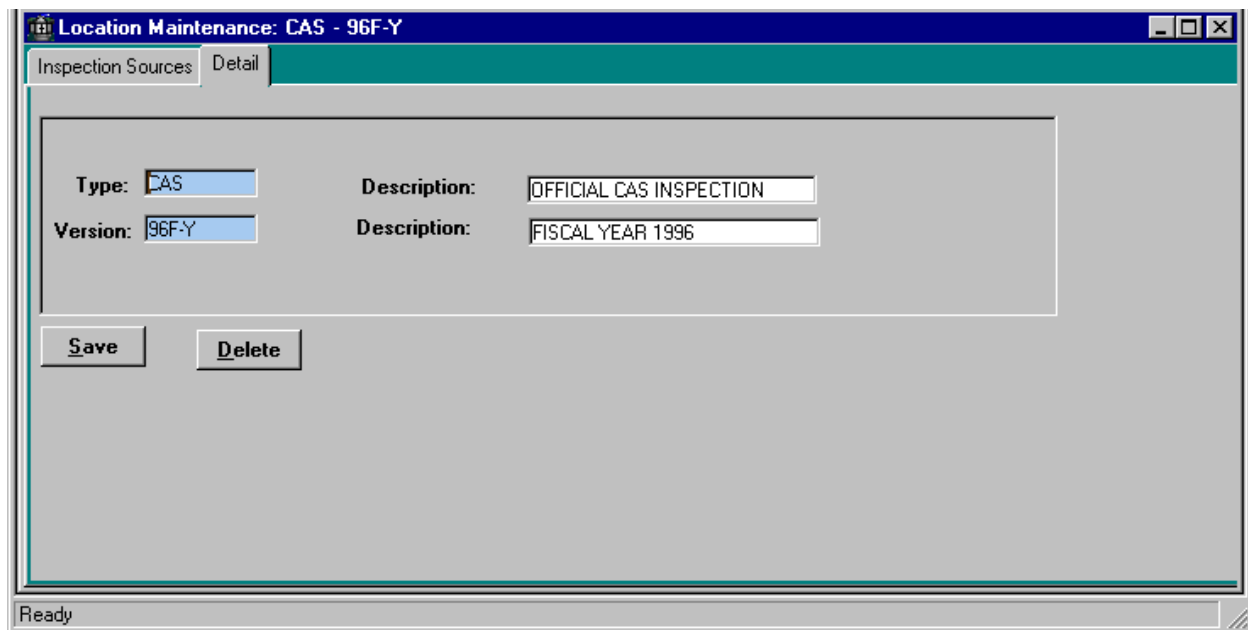 Location Maintenance: CAS - 96F-Y
Inspection Sources Detail
Type: CAS Description: OFFICIAL CAS INSPECTION
Version: 96F-Y Description: FISCAL YEAR 1996
Save Delete
Ready